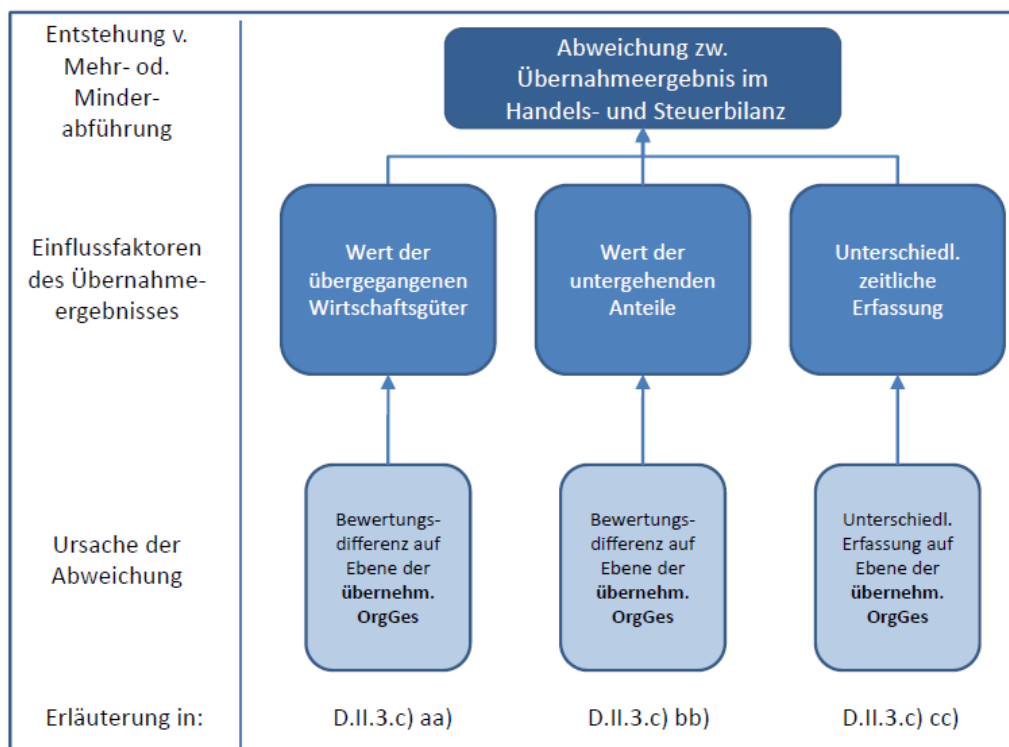 Entstehung v.
Mehr- od.
Minder-
abführung
Abweichung zw.
Übernahmeergebnis im
Handels- und Steuerbilanz
Einflussfaktoren
des Übernahme-
ergebnisses
Wert der
übergegangenen
Wirtschaftsgüter
Wert der
untergehenden
Anteile
Unterschiedl.
zeitliche
Erfassung
Ursache der
Abweichung
Bewertungs-
differenz auf
Ebene der
übernehm.
OrgGes
Bewertungs-
differenz auf
Ebene der
übernehm.
OrgGes
Unterschiedl.
Erfassung auf
Ebene der
übernehm.
OrgGes
Erläuterung in:
D.II.3.c) aa)
D.II.3.c) bb)
D.II.3.c) cc)